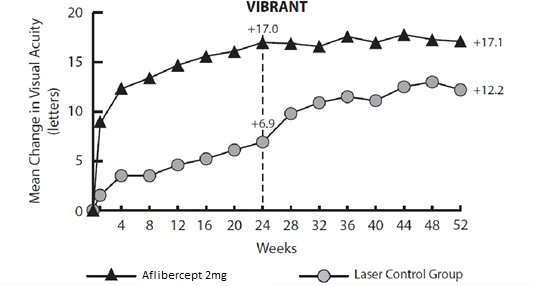 VIBRANT
Mean Change in Visual Acuity
(letters)
20
15
10
5
0
+17.0
+6.9
+17.1
+12.2
4 8 12 16 20 24 28 32 36 40 44 48 52
Weeks
Aflibercept 2mg
Laser Control Group